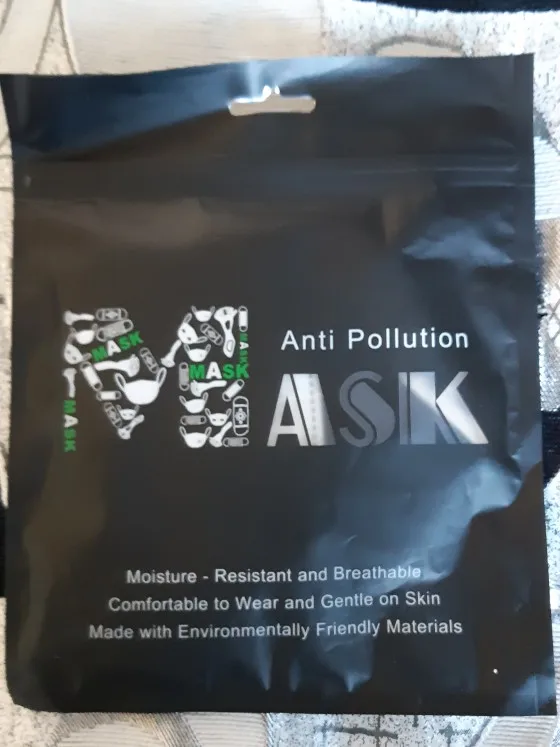 MASK
MASK
MASK
MASK
Anti Pollution
MASK
Moisture - Resistant and Breathable
Comfortable to Wear and Gentle on Skin
Made with Environmentally Friendly Materials